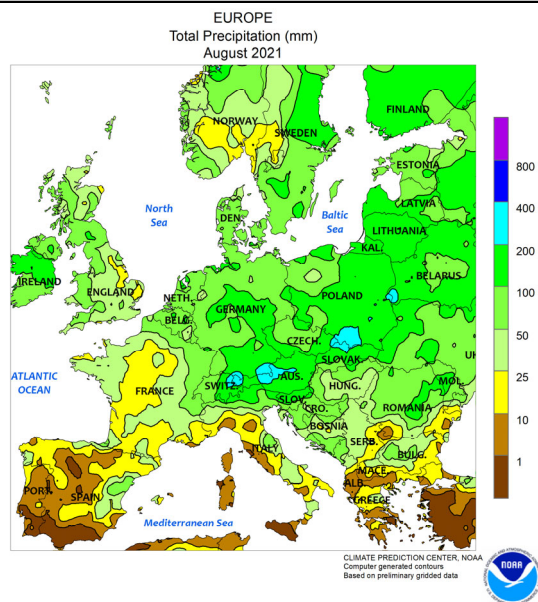 EUROPE
Total Precipitation (mm)
August 2021
FINLAND
NORWAY
SWEDEN
ESTONIA
LATVIA
LITHUANIA
KAL.
North
Sea
Baltic
Sea
DEN.
IRELAND
ENGLAND
NETH.
BELG.
GERMANY
POLAND
BELARUS
CZECH.
SLOVAK.
UK
ATLANTIC
OCEAN
FRANCE
SWITZ.
AUS.
HUNG.
MOL.
SLOV.
CRO.
ROMANIA
BOSNIA
SERB.
BULG.
ITALY
MACE.
ALB.
GREECE
PORT.
SPAIN
Mediterranean Sea
800
400
200
100
50
25
10
1
CLIMATE PREDICTION CENTER, NOAA
Computer generated contours
Based on preliminary gridded data
NOAA